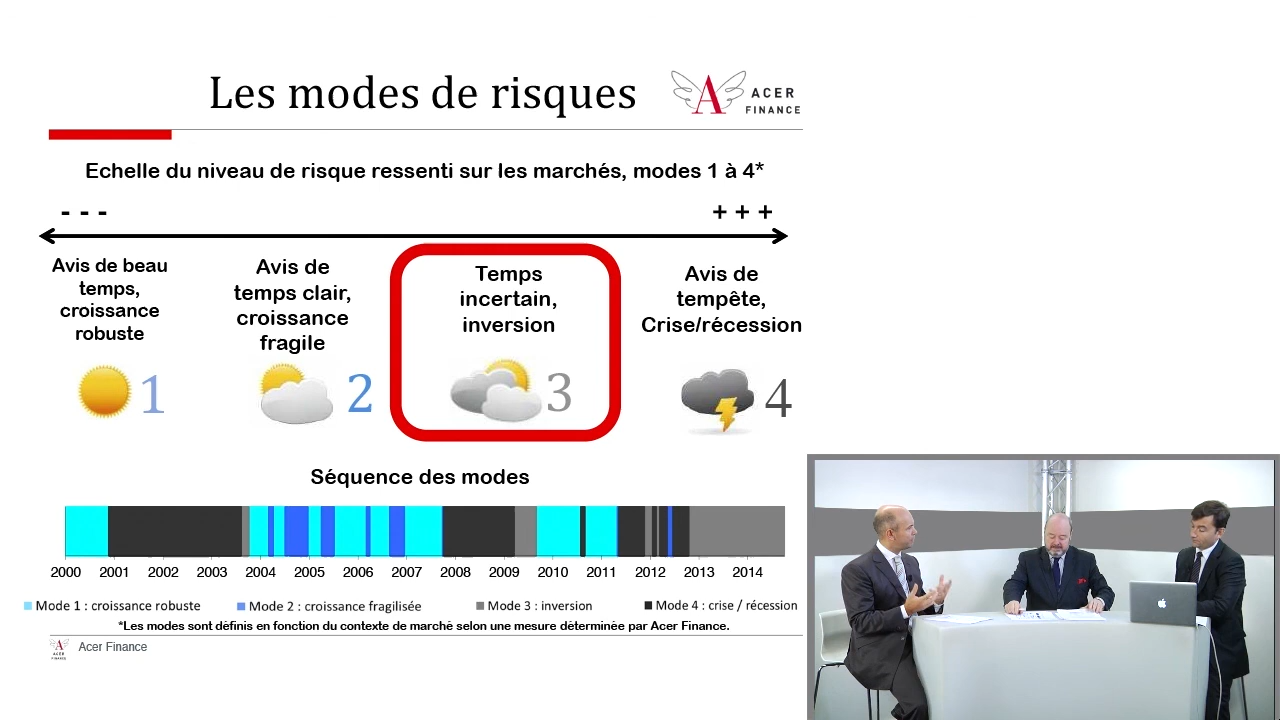 Les modes de risques
ACER
FINANCE
Echelle du niveau de risque ressenti sur les marchés, modes 1 à 4*
- - -
+ + +
Avis de beau
temps,
croissance
robuste
1
Avis de
temps clair,
croissance
fragile
2
Temps
incertain,
inversion
3
Avis de
tempête,
Crise/récession
4
Séquence des modes
2000 2001 2002 2003 2004 2005 2006 2007 2008 2009 2010 2011 2012 2013 2014
Mode 1 : croissance robuste
Mode 2 : croissance fragilisée
Mode 3 : inversion
Mode 4 : crise / récession
*Les modes sont définis en fonction du contexte de marché selon une mesure déterminée par Acer Finance.
ACER
FINANCE
Acer Finance